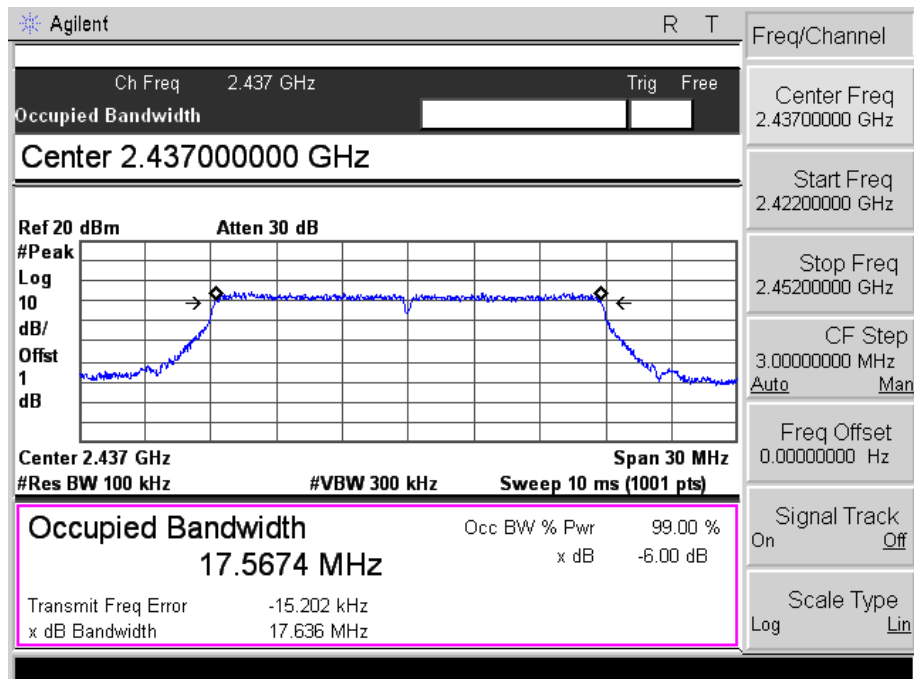 Agilent R T
Ch Freq 2.437 GHz Trig Free
Occupied Bandwidth
Center 2.437000000 GHz
Ref 20 dBm Atten 30 dB
#Peak
Log
10
dB/
Offst
1
dB
Center 2.437 GHz Span 30 MHz
#Res BW 100 kHz #VBW 300 kHz Sweep 10 ms (1001 pts)
Occupied Bandwidth Occ BW % Pwr 99.00 %
17.5674 MHz x dB -6.00 dB
Transmit Freq Error -15.202 kHz
x dB Bandwidth 17.636 MHz
Freq/Channel
Center Freq
2.43700000 GHz
Start Freq
2.42200000 GHz
Stop Freq
2.45200000 GHz
CF Step
3.00000000 MHz
Auto Man
Freq Offset
0.00000000 Hz
Signal Track
On Off
Scale Type
Log Lin